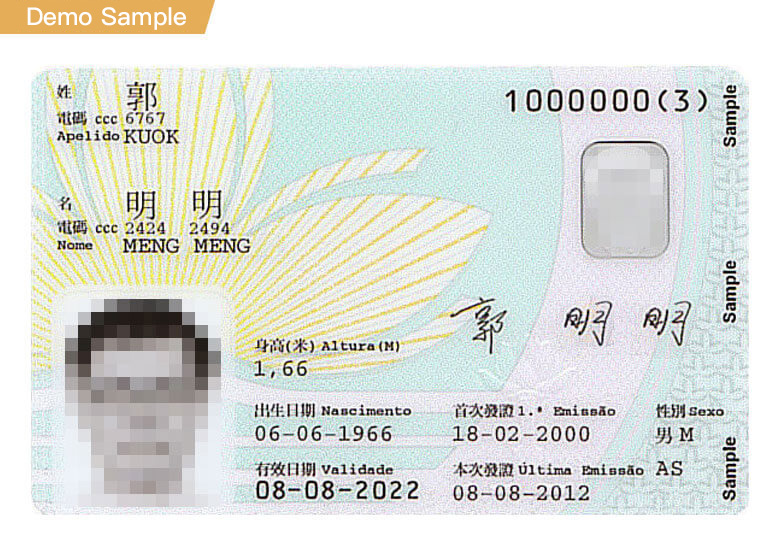 Demo Sample
姓 郭
電碼 ccc 6767
Apelido KUOK
1000000(3)
Sample
名 明 明
電碼 ccc 2424 2494
Nome MENG MENG
Sample
郭 明 明
身高(米) Altura(M)
1,66
出生日期 Nascimento 首次發證 1.ª Emissão 性別 Sexo
06-06-1966 18-02-2000 男 M
有效日期 Validade 本次發證 Última Emissão AS
08-08-2022 08-08-2012
Sample